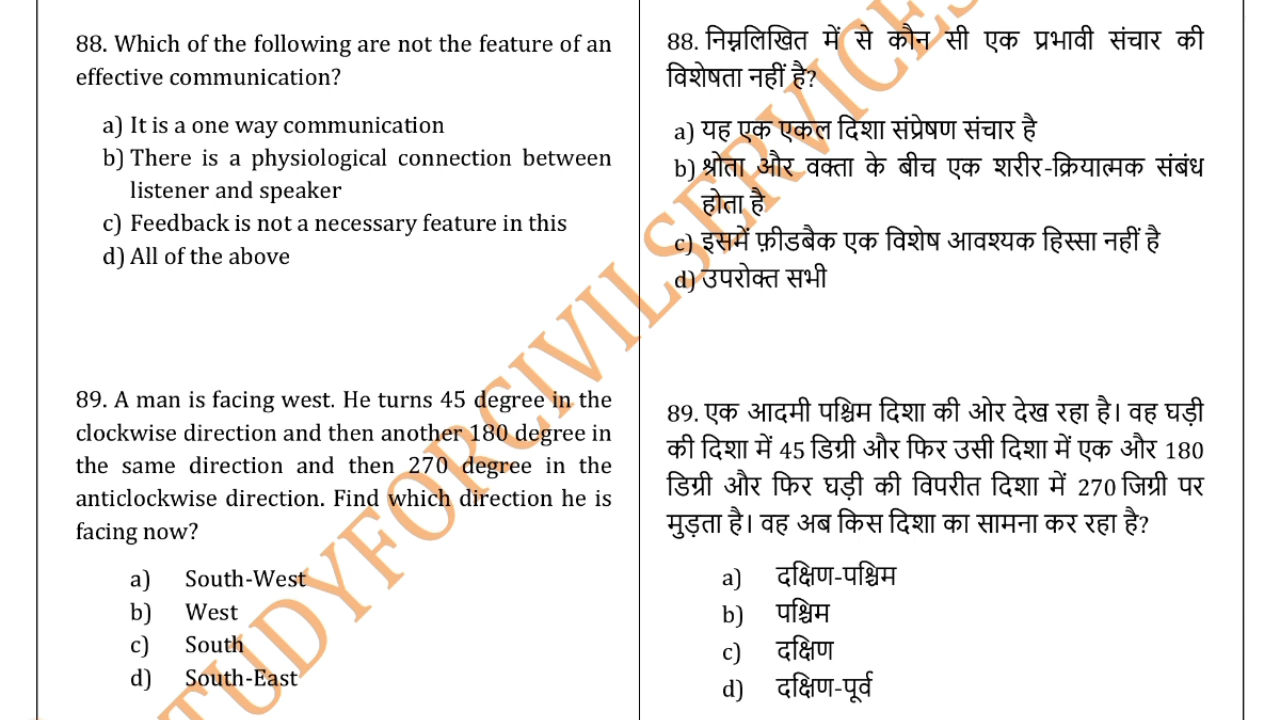 88. Which of the following are not the feature of an
effective communication?
a) It is a one way communication
b) There is a physiological connection between
listener and speaker
c) Feedback is not a necessary feature in this
d) All of the above
89. A man is facing west. He turns 45 degree in the
clockwise direction and then another 180 degree in
the same direction and then 270 degree in the
anticlockwise direction. Find which direction he is
facing now?
a) South-West
b) West
c) South
d) South-East
88. निम्नलिखित में से कौन सी एक प्रभावी संचार की
विशेषता नहीं है?
a) यह एक एकल दिशा संप्रेषण संचार है
b) श्रोता और वक्ता के बीच एक शरीर-क्रियात्मक संबंध
होता है
c) इसमें फ़ीडबैक एक विशेष आवश्यक हिस्सा नहीं है
d) उपरोक्त सभी
89. एक आदमी पश्चिम दिशा की ओर देख रहा है। वह घड़ी
की दिशा में 45 डिग्री और फिर उसी दिशा में एक और 180
डिग्री और फिर घड़ी की विपरीत दिशा में 270 जिग्री पर
मुड़ता है। वह अब किस दिशा का सामना कर रहा है?
a) दक्षिण-पश्चिम
b) पश्चिम
c) दक्षिण
d) दक्षिण-पूर्व
STUDYFORCIVILSERVICES